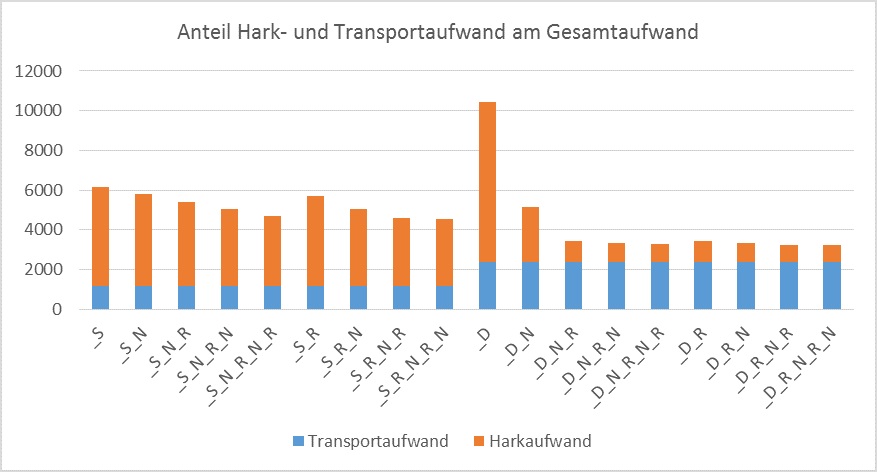 Anteil Hark- und Transportaufwand am Gesamtaufwand
12000
10000
8000
6000
4000
2000
0
_S
_S_N
_S_N_R
_S_N_R_N
_S_N_R_N_R
_S_R
_S_R_N
_S_R_N_R
_S_R_N_R_N
_D
_D_N
_D_N_R
_D_N_R_N
_D_N_R_N_R
_D_R
_D_R_N
_D_R_N_R
_D_R_N_R_N
Transportaufwand
Harkaufwand